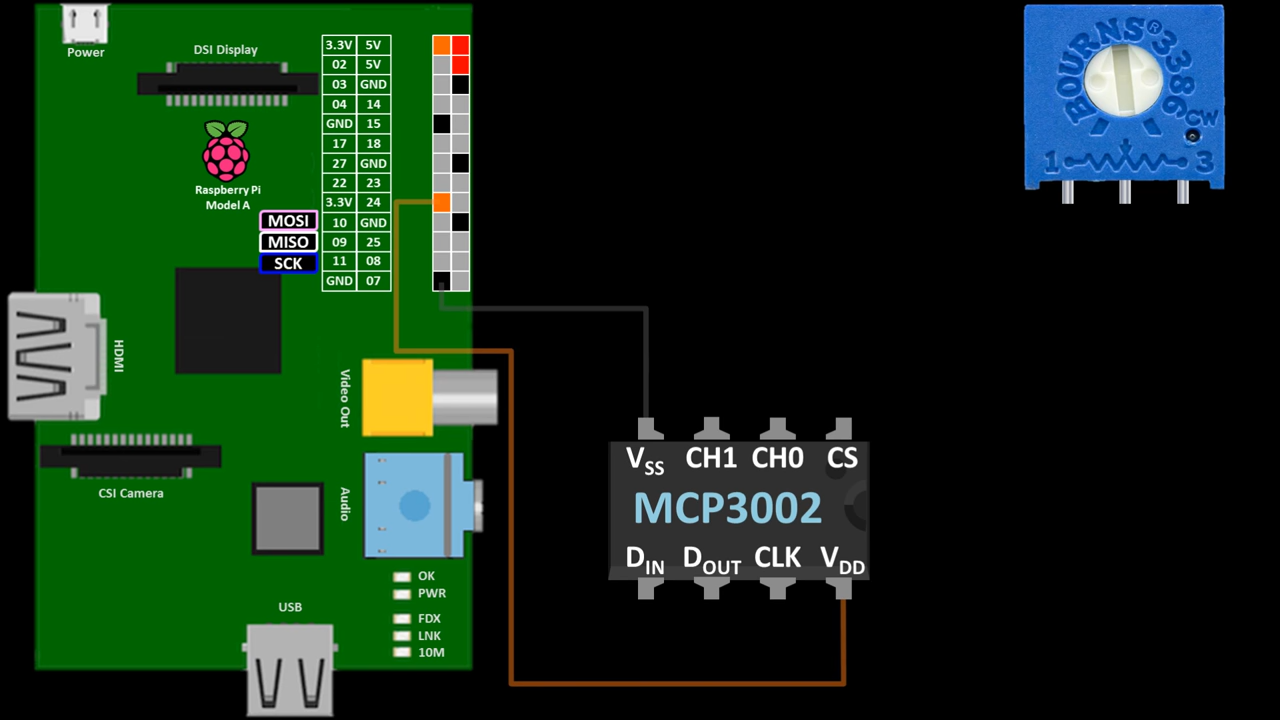 Power
DSI Display
Raspberry Pi
Model A
3.3V 5V
02 5V
03 GND
04 14
GND 15
17 18
27 GND
22 23
3.3V 24
MOSI 10 GND
MISO 09 25
SCK 11 08
GND 07
HDMI
Video Out
CSI Camera
Audio
OK
PWR
FDX
LNK
10M
USB
VSS CH1 CH0 CS
MCP3002
DIN DOUT CLK VDD
BOURNS® 3386
CW
1 3